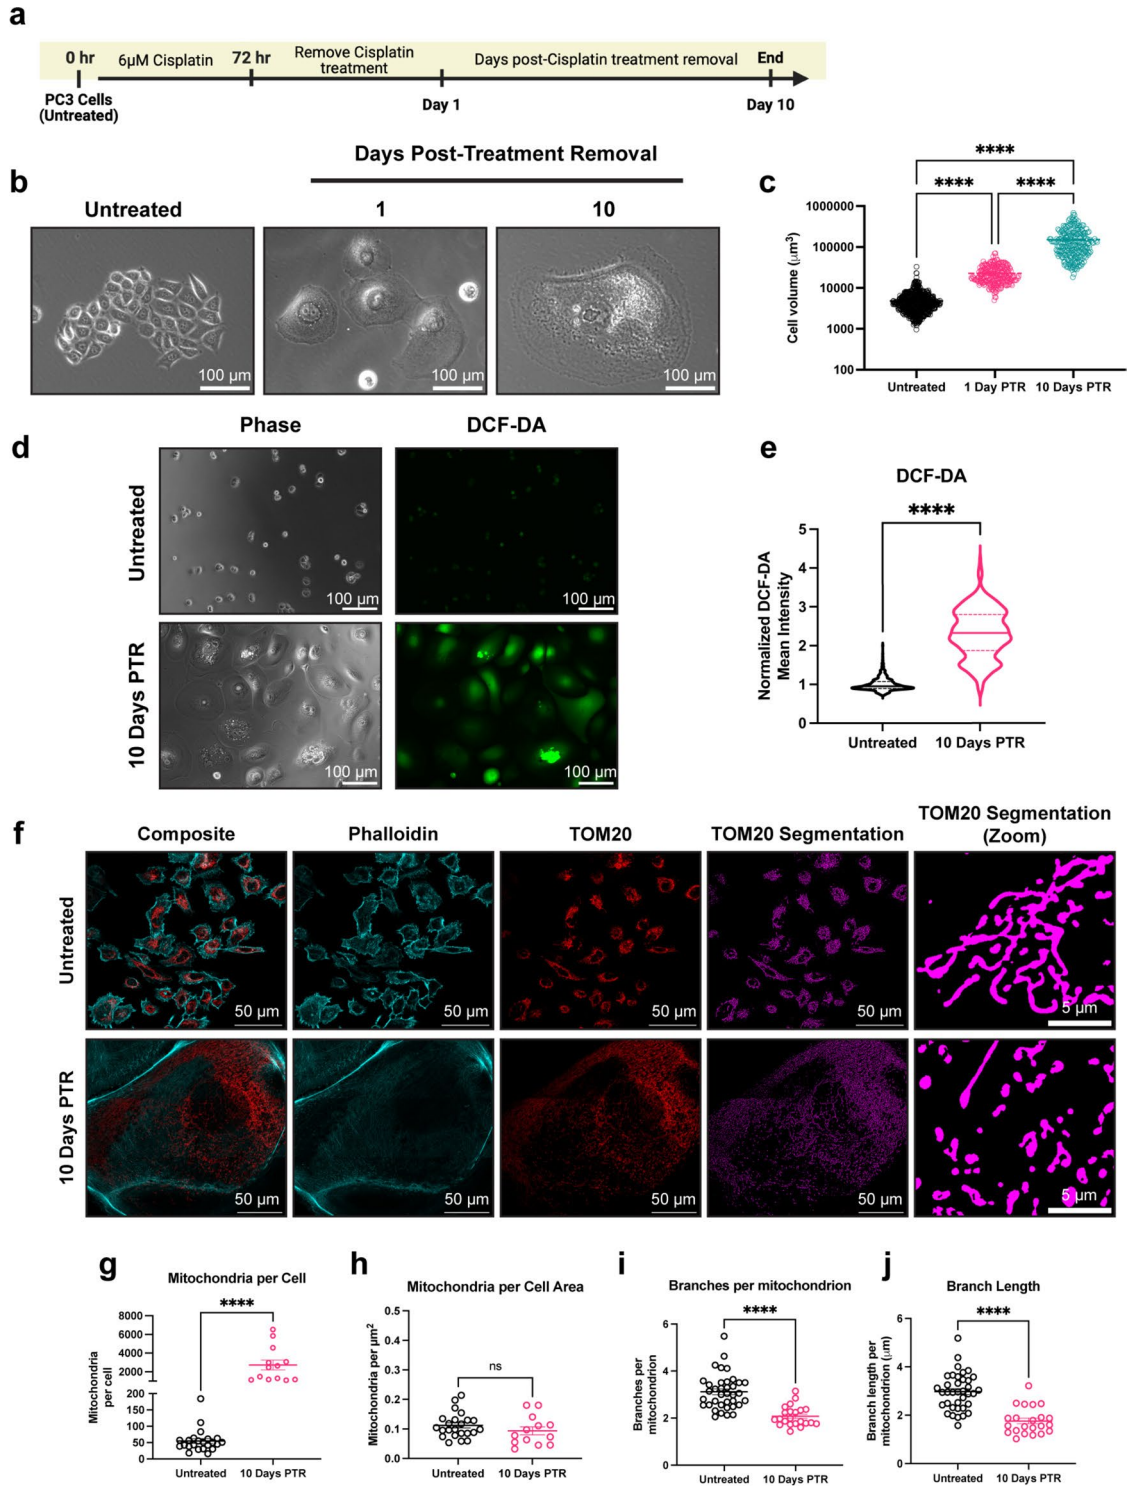 a
0 hr
6µM Cisplatin
72 hr
Remove Cisplatin
treatment
Days post-Cisplatin treatment removal
End
PC3 Cells
(Untreated)
Day 1
Day 10
b
Days Post-Treatment Removal
Untreated
1
10
100 µm
100 µm
100 µm
c
****
****
****
Cell volume (µm³)
1000000
100000
10000
1000
100
Untreated
1 Day PTR
10 Days PTR
d
Phase
DCF-DA
Untreated
100 µm
100 µm
10 Days PTR
100 µm
100 µm
e
DCF-DA
****
Normalized DCF-DA
Mean Intensity
5
4
3
2
1
0
Untreated
10 Days PTR
f
Composite
Phalloidin
TOM20
TOM20 Segmentation
TOM20 Segmentation
(Zoom)
Untreated
50 µm
50 µm
50 µm
50 µm
5 µm
10 Days PTR
50 µm
50 µm
50 µm
50 µm
5 µm
g
Mitochondria per Cell
****
Mitochondria
per cell
8000
6000
4000
2000
200
150
100
50
0
Untreated
10 Days PTR
h
Mitochondria per Cell Area
ns
Mitochondria per µm²
0.5
0.4
0.3
0.2
0.1
0.0
Untreated
10 Days PTR
i
Branches per mitochondrion
****
Branches per
mitochondrion
6
4
2
0
Untreated
10 Days PTR
j
Branch Length
****
Branch length per
mitochondrion (µm)
6
4
2
0
Untreated
10 Days PTR